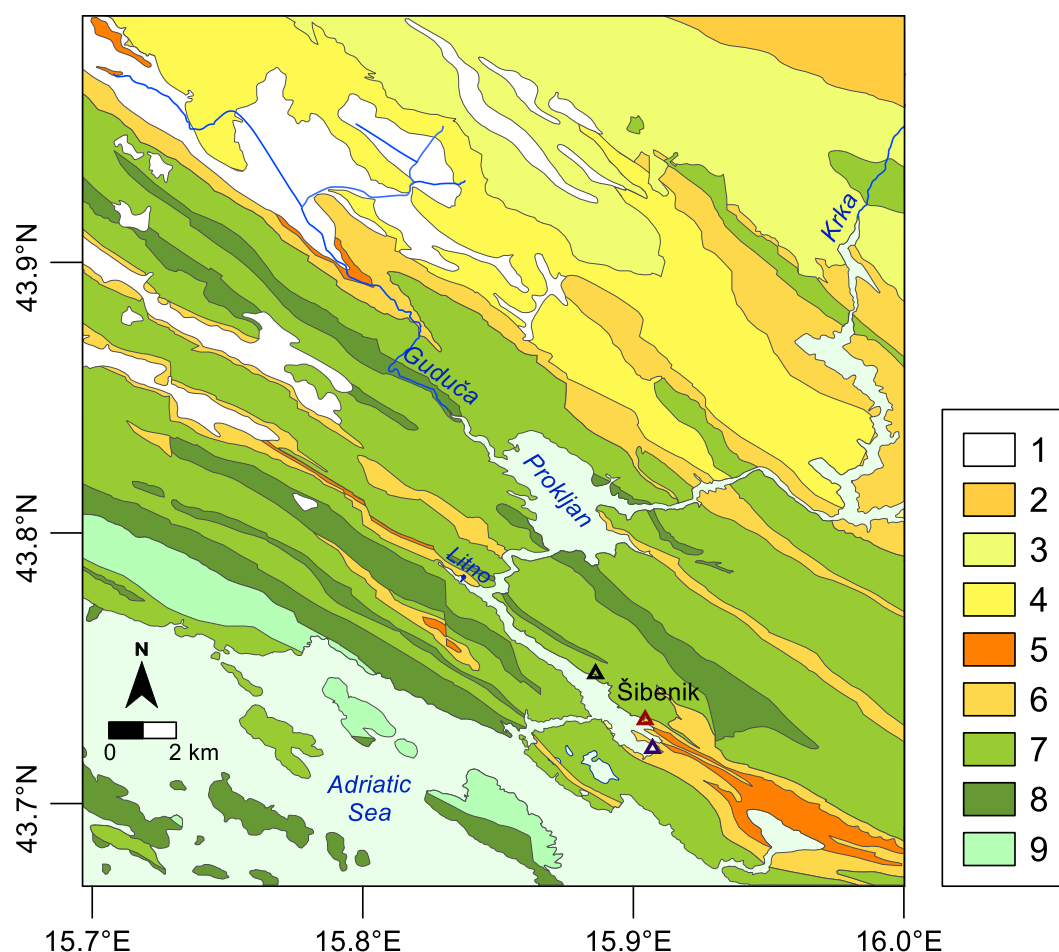 Krka
43.9°N
Guduča
Prokljan
1
2
3
43.8°N
Litno
4
N
Šibenik
5
0
2 km
6
Adriatic
Sea
7
43.7°N
8
9
15.7°E
15.8°E
15.9°E
16.0°E